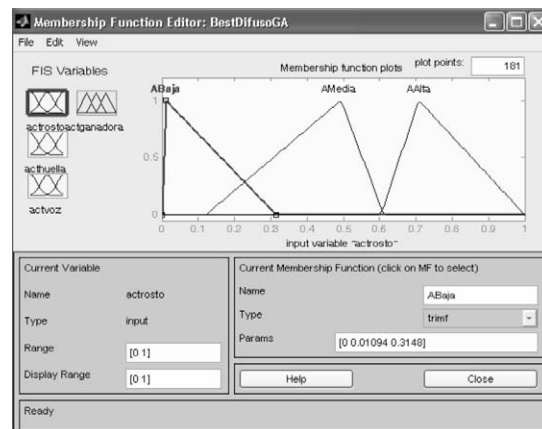 Membership Function Editor: BestDifusoGA
File Edit View
FIS Variables
Membership function plots
plot points:
181
actrosto
actganadora
acthuella
actvoz
ABaja
AMedia
AAlta
1
0.5
0
0 0.1 0.2 0.3 0.4 0.5 0.6 0.7 0.8 0.9 1
input variable "actrosto"
Current Variable
Name actrosto
Type input
Range [0 1]
Display Range [0 1]
Current Membership Function (click on MF to select)
Name ABaja
Type trimf
Params [0 0.01094 0.3148]
Help Close
Ready